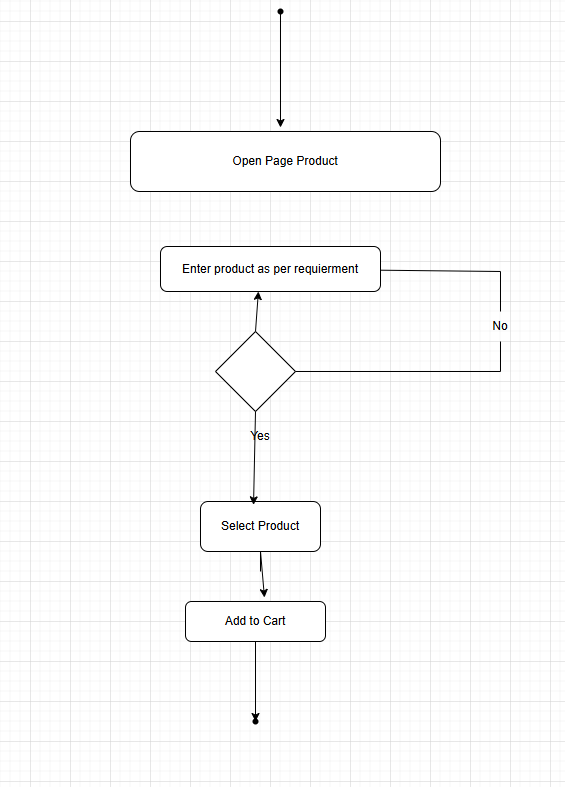 Open Page Product
Enter product as per requierment
No
Yes
Select Product
Add to Cart